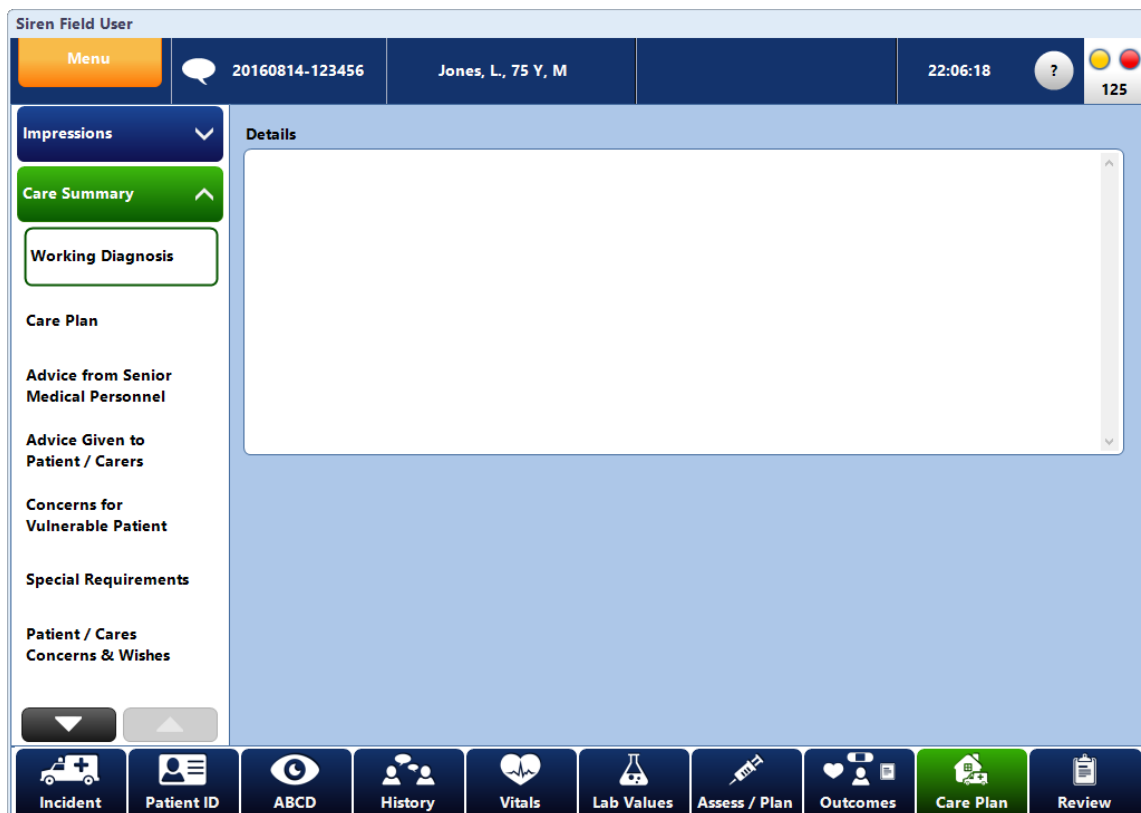 Siren Field User
Menu
20160814-123456
Jones, L., 75 Y, M
22:06:18
?
125
Impressions
Details
Care Summary
Working Diagnosis
Care Plan
Advice from Senior
Medical Personnel
Advice Given to
Patient / Carers
Concerns for
Vulnerable Patient
Special Requirements
Patient / Cares
Concerns & Wishes
Incident
Patient ID
ABCD
History
Vitals
Lab Values
Assess / Plan
Outcomes
Care Plan
Review